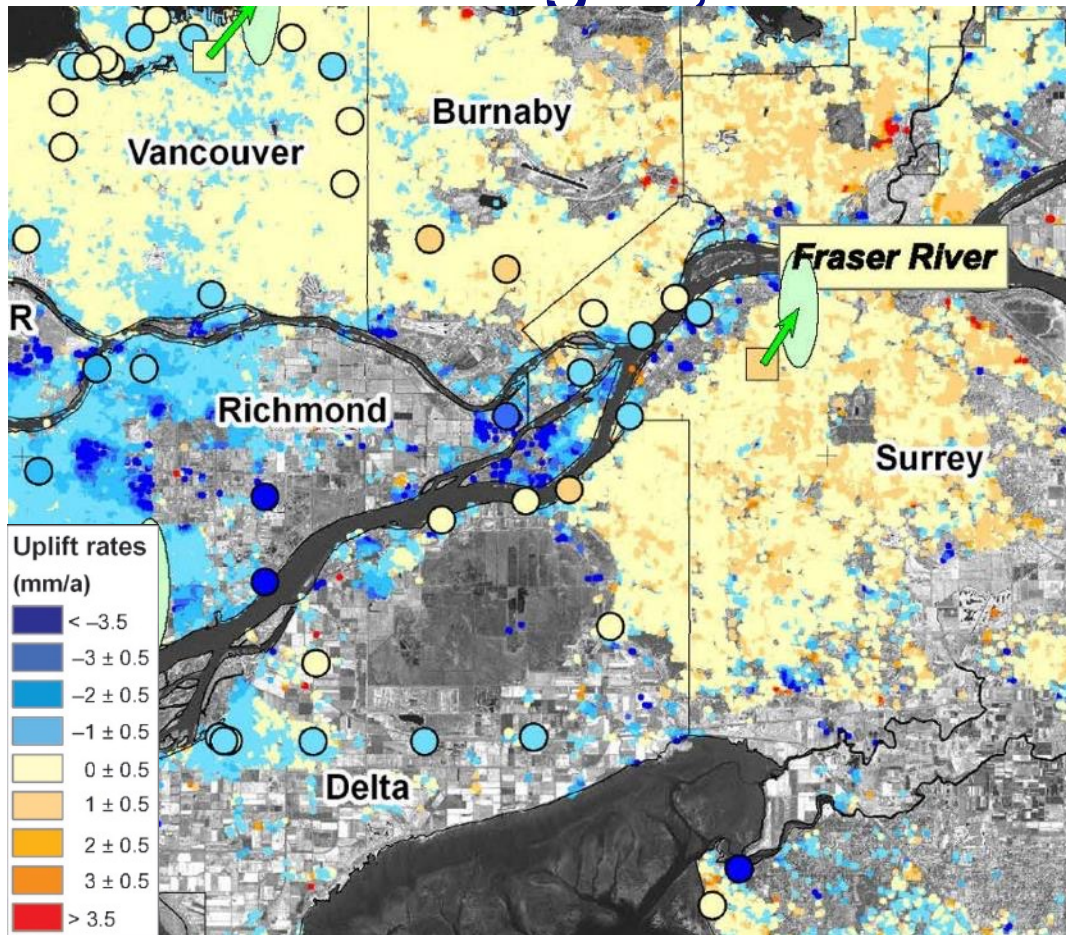 Burnaby
Vancouver
Fraser River
R
Richmond
Surrey
Uplift rates
(mm/a)
< –3.5
–3 ± 0.5
–2 ± 0.5
–1 ± 0.5
0 ± 0.5
1 ± 0.5
2 ± 0.5
3 ± 0.5
> 3.5
Delta